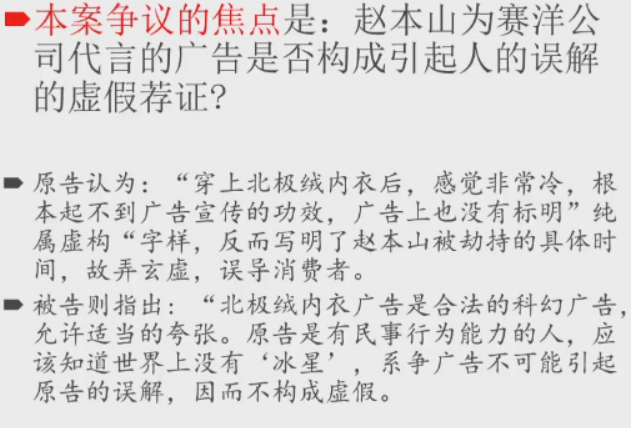 本案争议的焦点是：赵本山为赛洋公
司代言的广告是否构成引起人的误解
的虚假荐证?
原告认为：“穿上北极绒内衣后，感觉非常冷，根
本起不到广告宣传的功效，广告上也没有标明”纯
属虚构“字样，反而写明了赵本山被劫持的具体时
间，故弄玄虚，误导消费者。
被告则指出：“北极绒内衣广告是合法的科幻广告，
允许适当的夸张。原告是有民事行为能力的人，应
该知道世界上没有‘冰星’，系争广告不可能引起
原告的误解，因而不构成虚假。